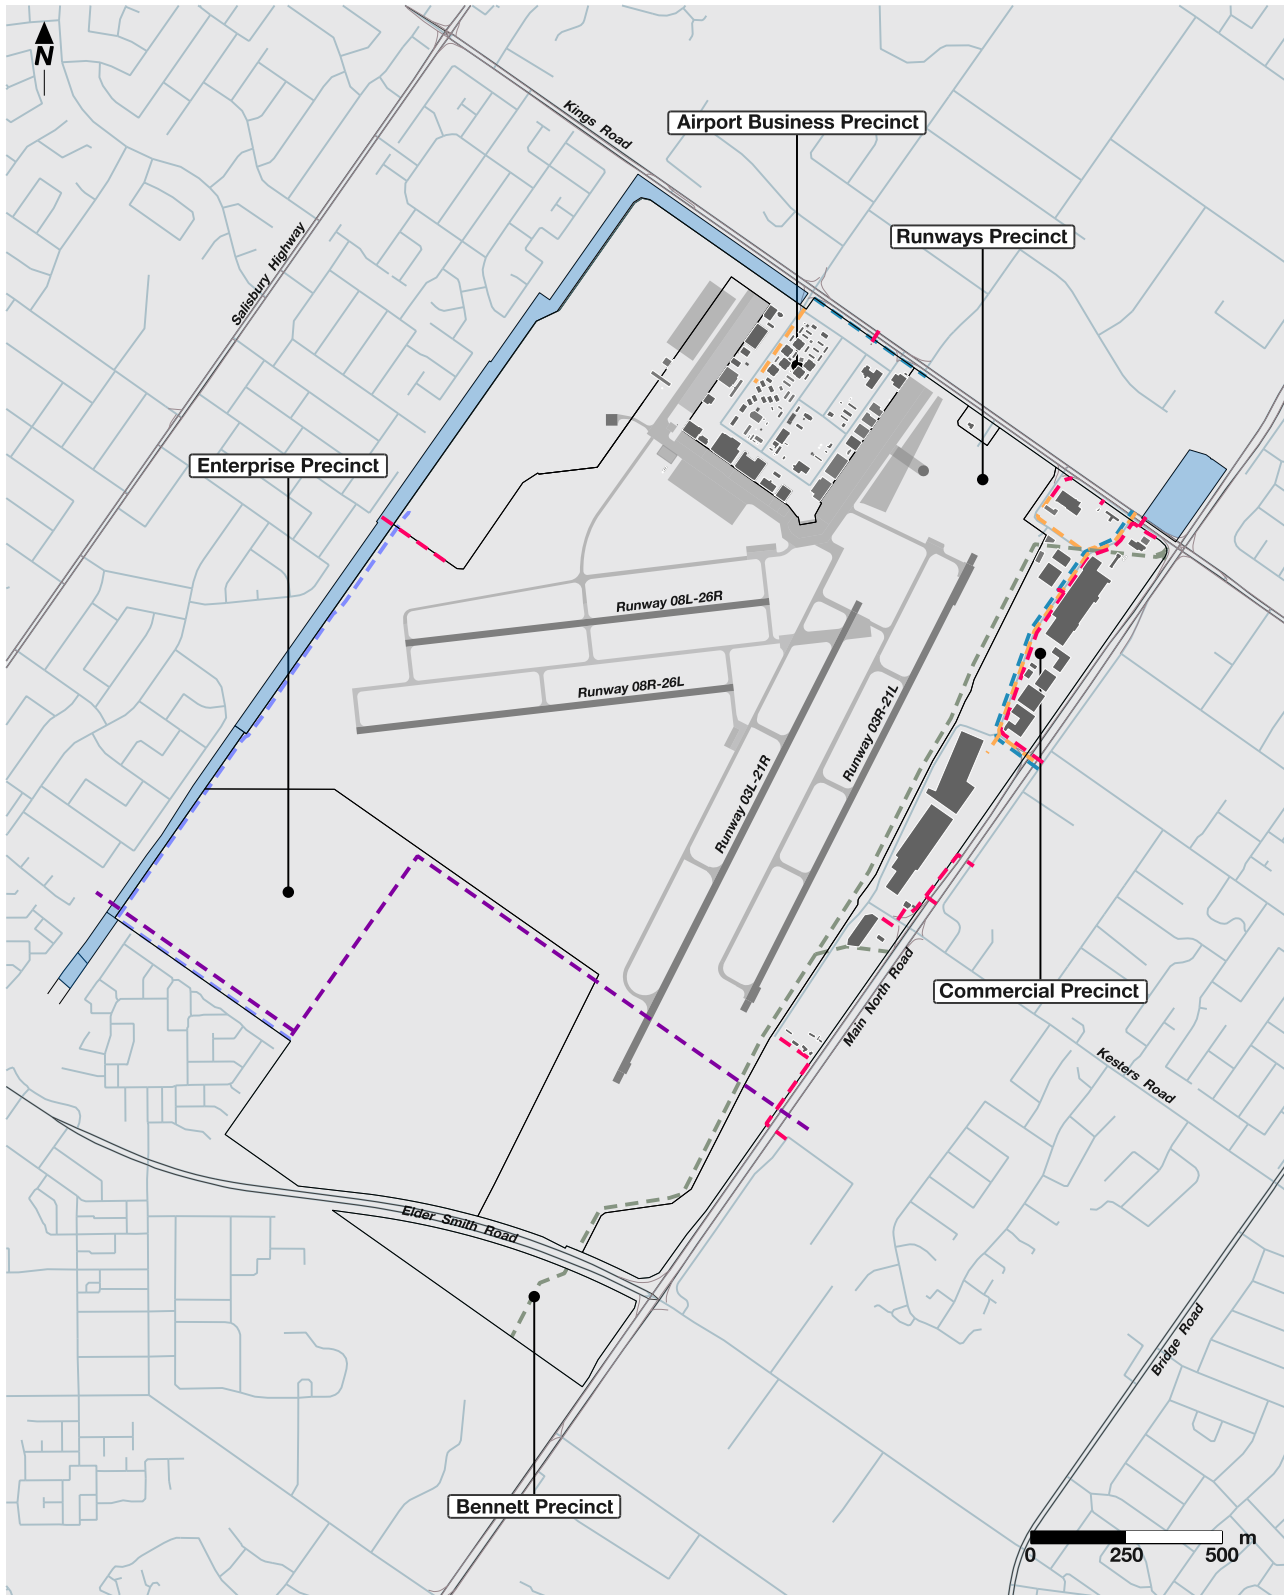 N
Kings Road
Airport Business Precinct
Salisbury Highway
Runways Precinct
Enterprise Precinct
Runway 08L-26R
Runway 08R-26L
Runway 03R-21L
Runway 03L-21R
Main North Road
Commercial Precinct
Kesters Road
Elder Smith Road
Bridge Road
Bennett Precinct
0 250 500 m